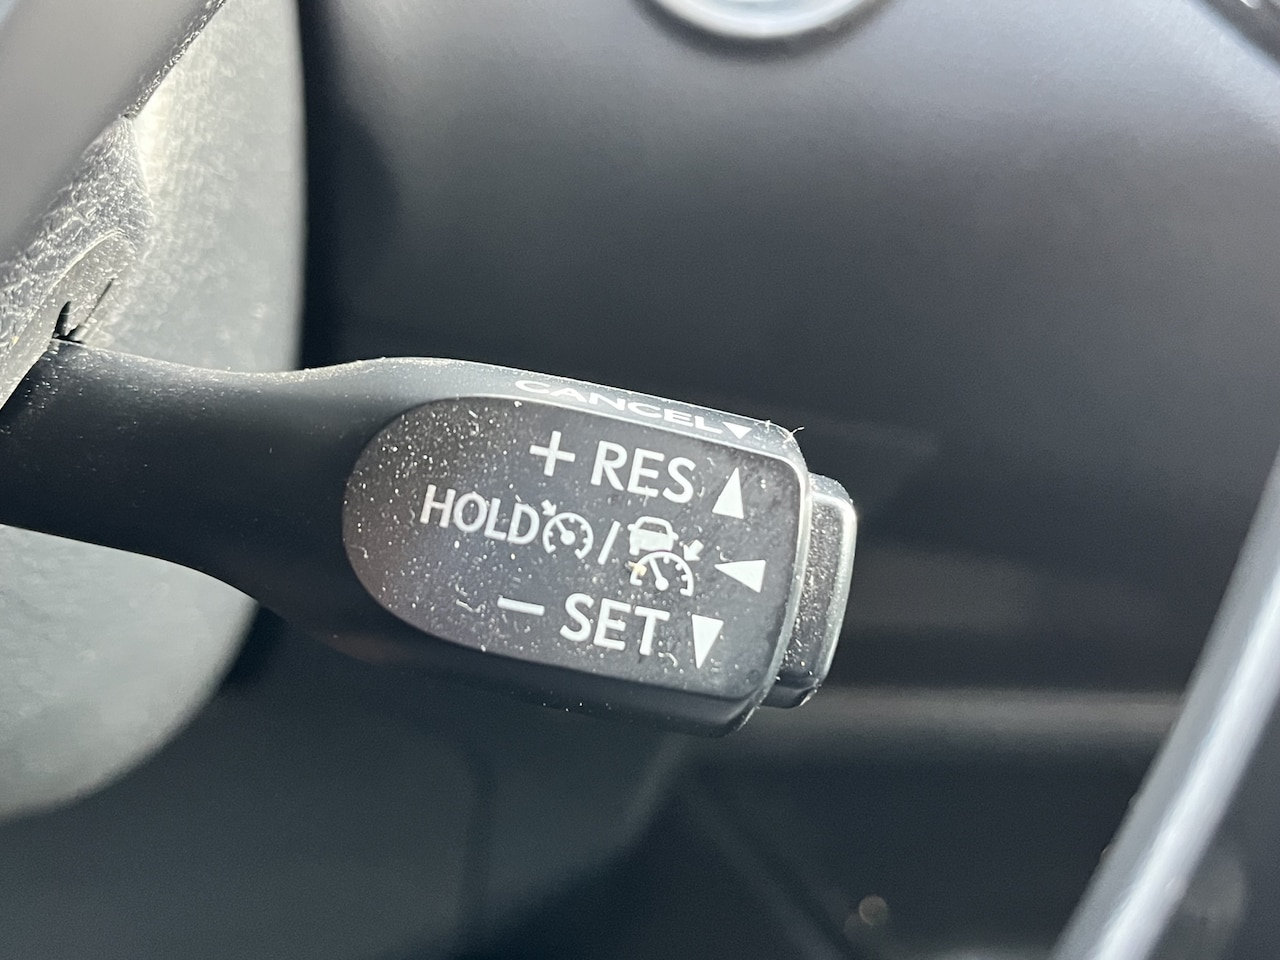 CANCEL▼
+ RES ▲
HOLD / ◀
− SET ▼